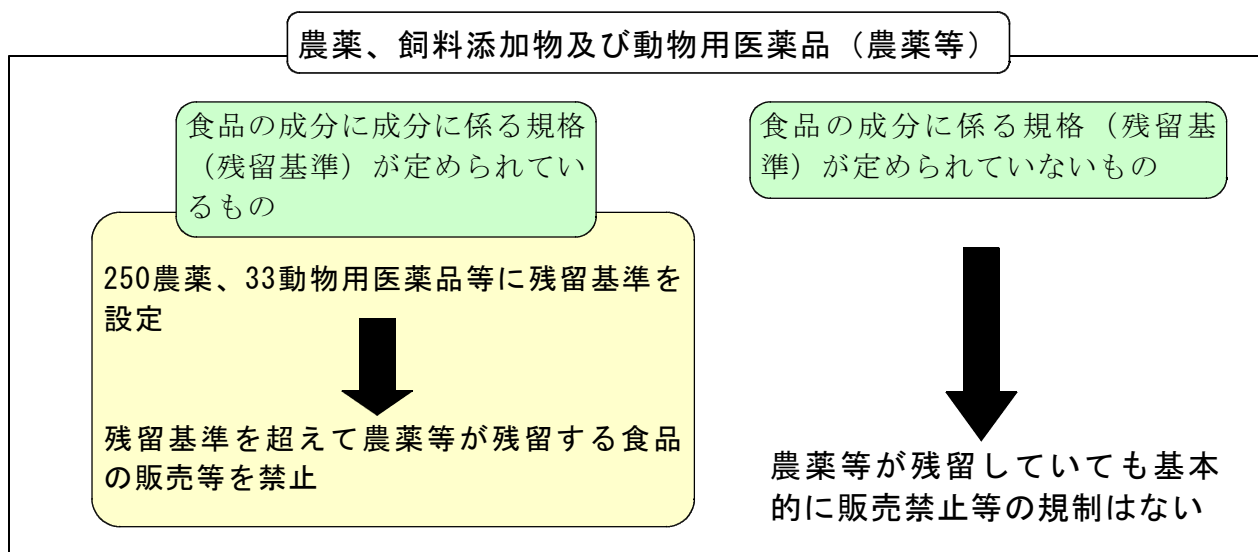 農薬、飼料添加物及び動物用医薬品（農薬等）
食品の成分に成分に係る規格
（残留基準）が定められてい
るもの
250農薬、33動物用医薬品等に残留基準を
設定
残留基準を超えて農薬等が残留する食品
の販売等を禁止
食品の成分に係る規格（残留基
準）が定められていないもの
農薬等が残留していても基本
的に販売禁止等の規制はない